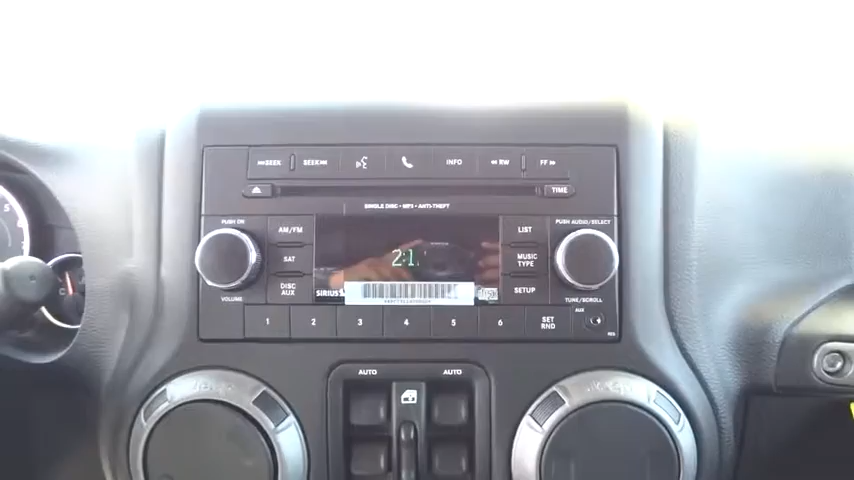 ◄◄SEEK SEEK►► INFO ◄◄RW FF►►
TIME
SINGLE DISC • MP3 • ANTI-THEFT
PUSH ON AM/FM LIST PUSH AUDIO/SELECT
SAT MUSIC TYPE
DISC AUX SETUP
SIRIUS
VOLUME TUNE/SCROLL
1 2 3 4 5 6 SET RND AUX
RES
AUTO AUTO